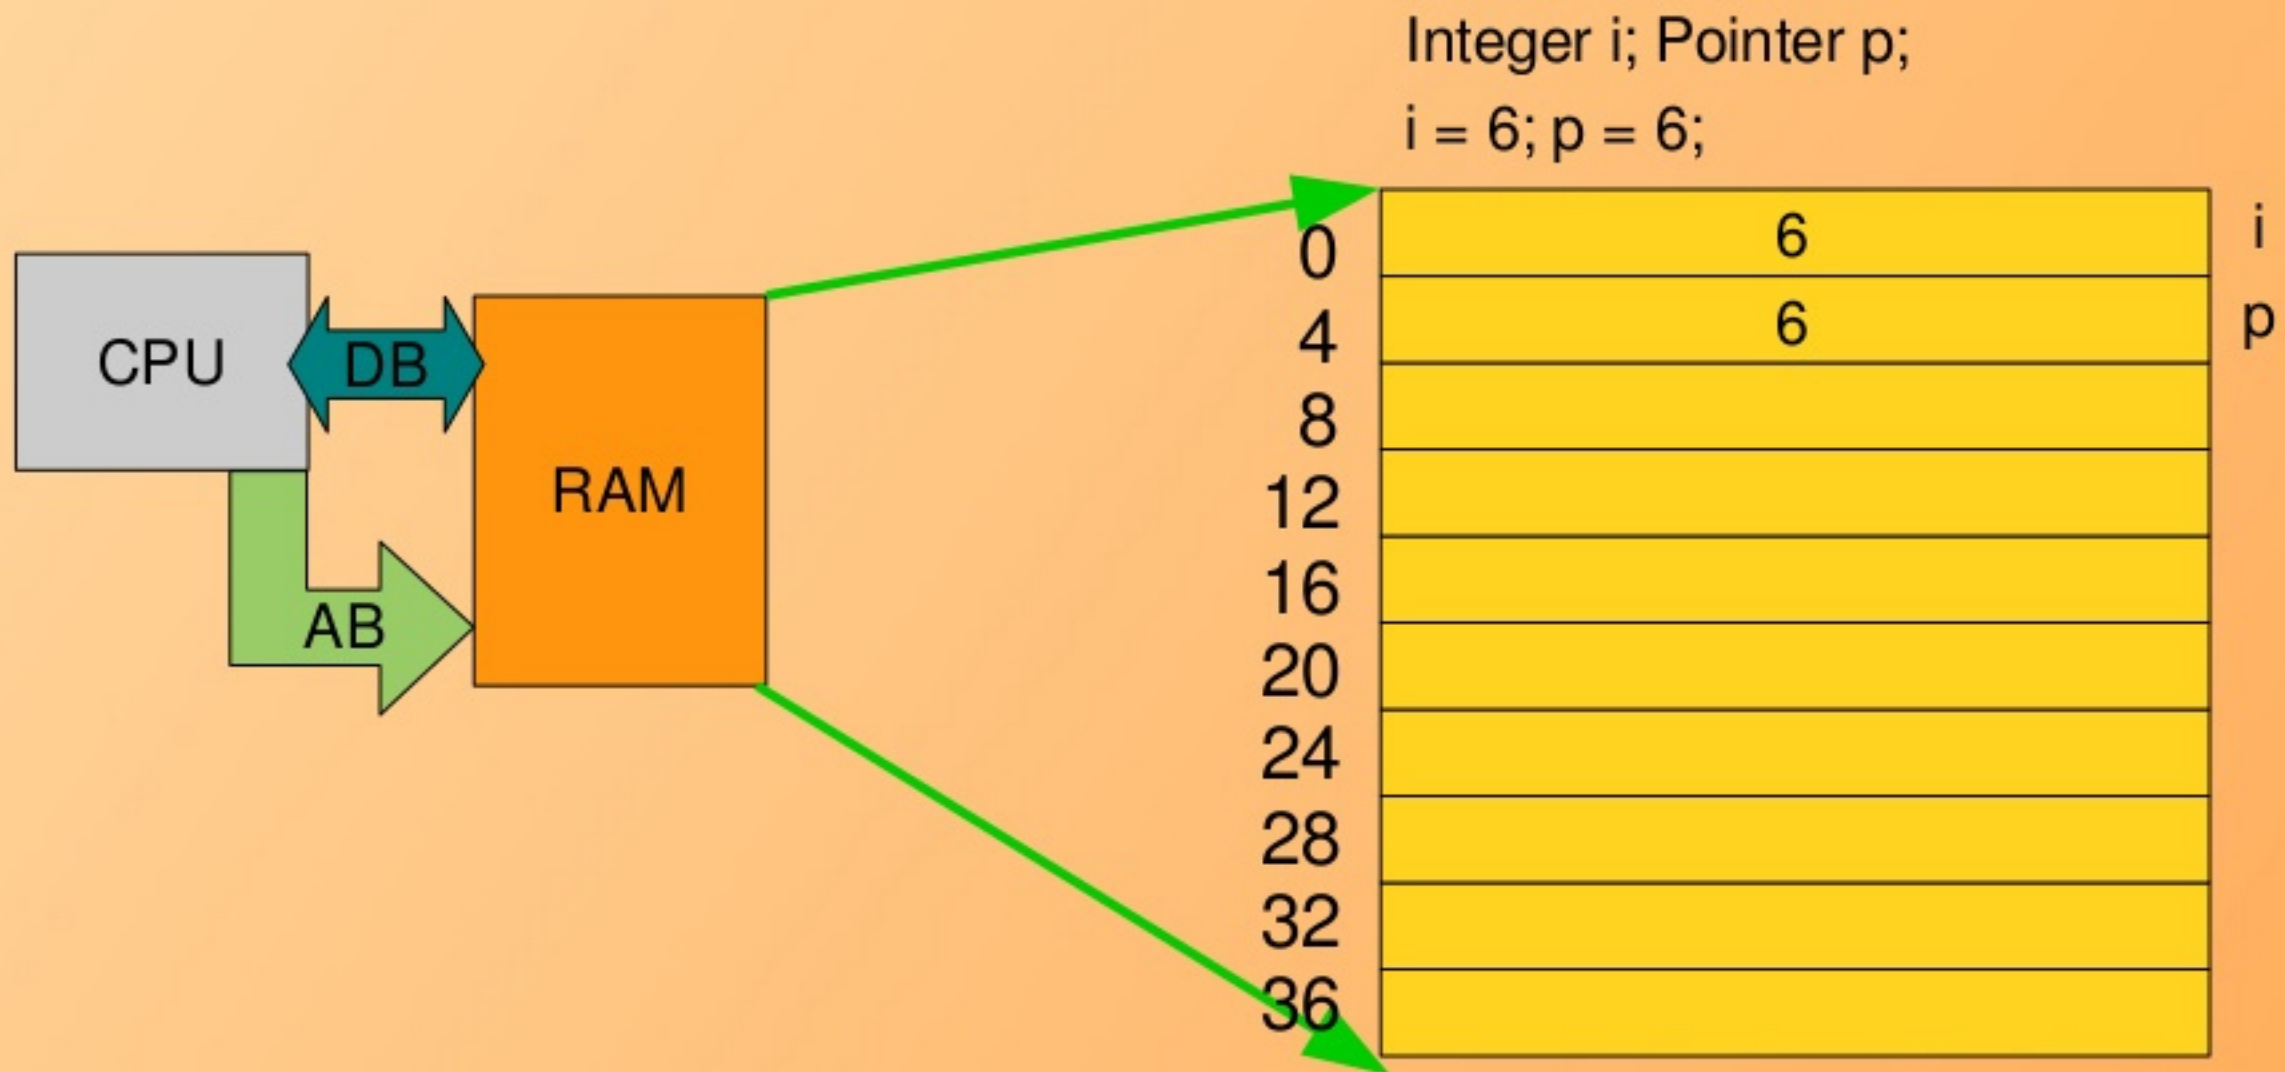 Integer i; Pointer p;
i = 6; p = 6;
CPU
DB
RAM
AB
0 6 i
4 6 p
8
12
16
20
24
28
32
36